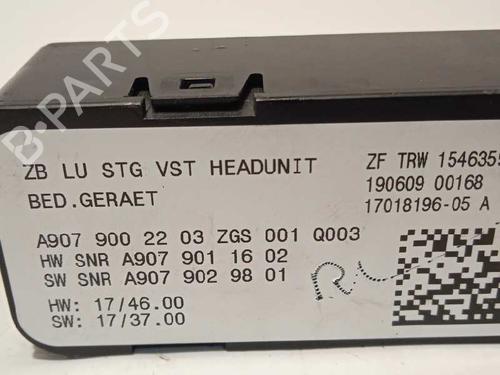 ZB LU STG VST HEADUNIT
BED.GERAET
A907 900 22 03 ZGS 001 Q003
HW SNR A907 901 16 02
SW SNR A907 902 98 01
HW: 17/46.00
SW: 17/37.00
ZF TRW 1546355
190609 00168
17018196-05 A
B-PARTS